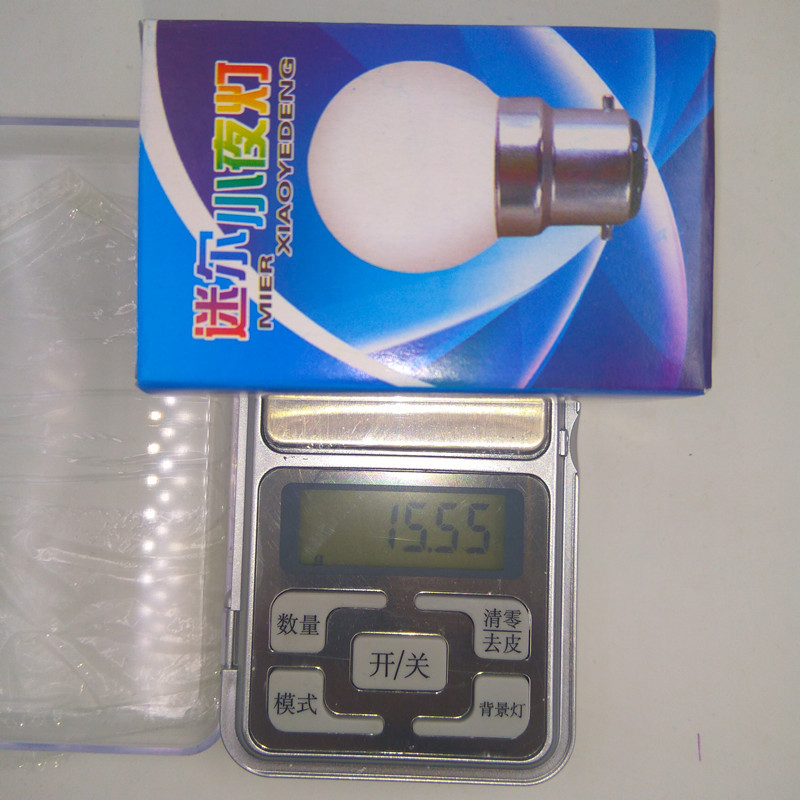 迷尔小夜灯
MIER XIAOYEDENG
15.55
数量
清零
去皮
开/关
模式
背景灯